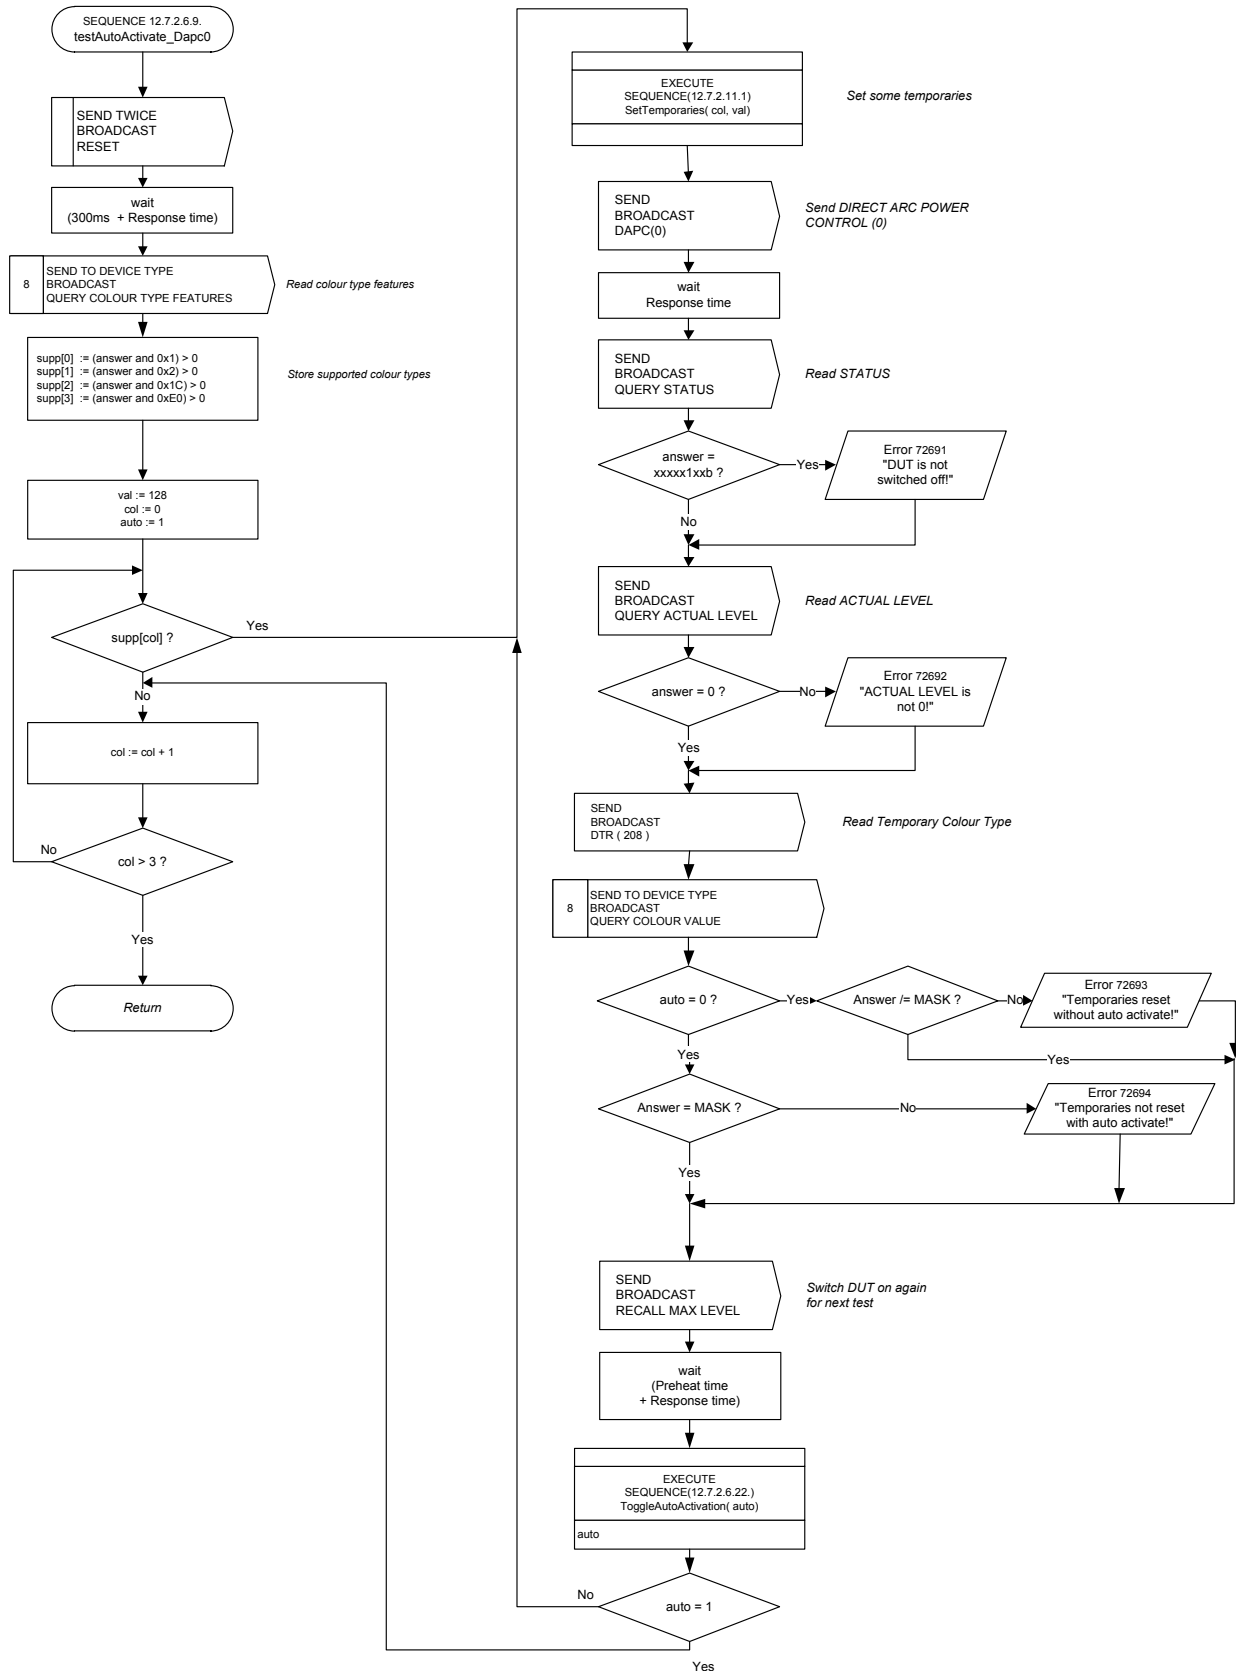 SEQUENCE 12.7.2.6.9.
testAutoActivate_Dapc0
SEND TWICE
BROADCAST
RESET
wait
(300ms + Response time)
8
SEND TO DEVICE TYPE
BROADCAST
QUERY COLOUR TYPE FEATURES
Read colour type features
supp[0] := (answer and 0x1) > 0
supp[1] := (answer and 0x2) > 0
supp[2] := (answer and 0x1C) > 0
supp[3] := (answer and 0xE0) > 0
Store supported colour types
val := 128
col := 0
auto := 1
supp[col] ?
Yes
No
col := col + 1
col > 3 ?
No
Yes
Return
EXECUTE
SEQUENCE(12.7.2.11.1)
SetTemporaries( col, val)
Set some temporaries
SEND
BROADCAST
DAPC(0)
Send DIRECT ARC POWER
CONTROL (0)
wait
Response time
SEND
BROADCAST
QUERY STATUS
Read STATUS
answer =
xxxxx1xxb ?
Yes
Error 72691
"DUT is not
switched off!"
No
SEND
BROADCAST
QUERY ACTUAL LEVEL
Read ACTUAL LEVEL
answer = 0 ?
No
Error 72692
"ACTUAL LEVEL is
not 0!"
Yes
SEND
BROADCAST
DTR ( 208 )
Read Temporary Colour Type
8
SEND TO DEVICE TYPE
BROADCAST
QUERY COLOUR VALUE
auto = 0 ?
Yes
Answer /= MASK ?
No
Error 72693
"Temporaries reset
without auto activate!"
Yes
Yes
Answer = MASK ?
No
Error 72694
"Temporaries not reset
with auto activate!"
Yes
SEND
BROADCAST
RECALL MAX LEVEL
Switch DUT on again
for next test
wait
(Preheat time
+ Response time)
EXECUTE
SEQUENCE(12.7.2.6.22.)
ToggleAutoActivation( auto)
auto
auto = 1
No
Yes